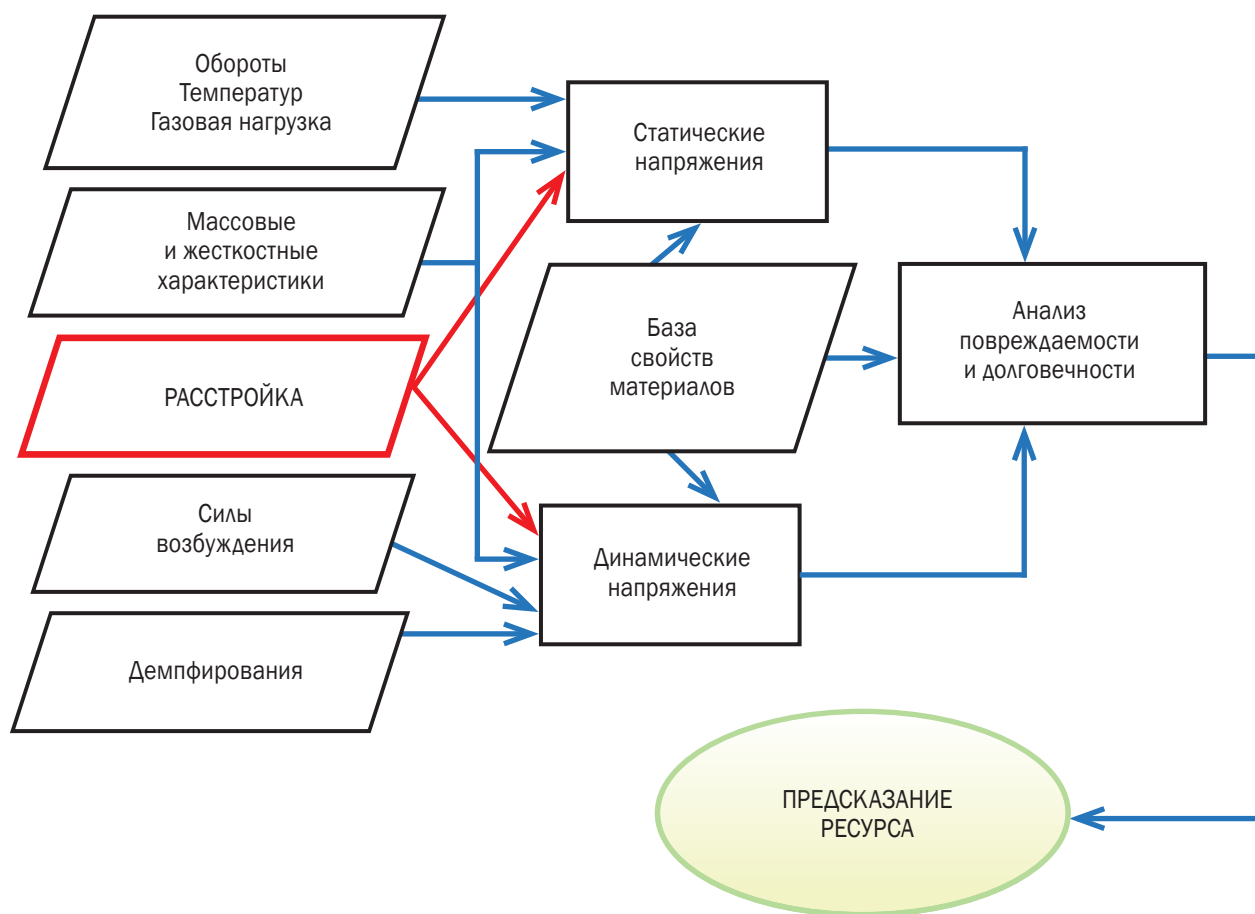 Обороты
Температур
Газовая нагрузка
Статические
напряжения
Массовые
и жесткостные
характеристики
База
свойств
материалов
Анализ
повреждаемости
и долговечности
РАССТРОЙКА
Силы
возбуждения
Динамические
напряжения
Демпфирования
ПРЕДСКАЗАНИЕ
РЕСУРСА